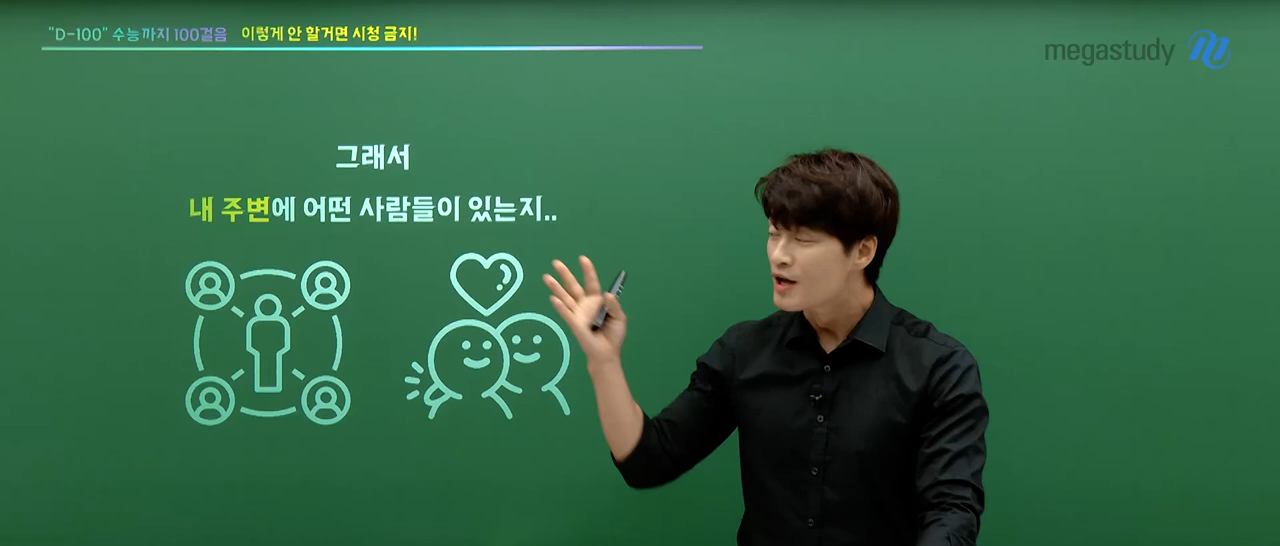 "D-100" 수능까지 100걸음 이렇게 안 할거면 시청 금지!
megastudy
그래서
내 주변에 어떤 사람들이 있는지..